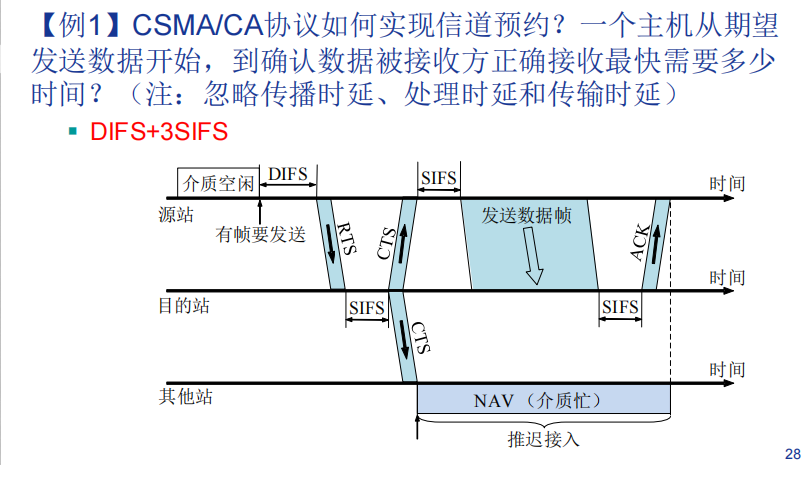 【例1】CSMA/CA协议如何实现信道预约？一个主机从期望
发送数据开始，到确认数据被接收方正确接收最快需要多少
时间？（注：忽略传播时延、处理时延和传输时延）
DIFS+3SIFS
介质空闲
DIFS
SIFS
时间
源站
有帧要发送
RTS
CTS
发送数据帧
ACK
时间
目的站
SIFS
SIFS
CTS
时间
其他站
NAV（介质忙）
推迟接入
28